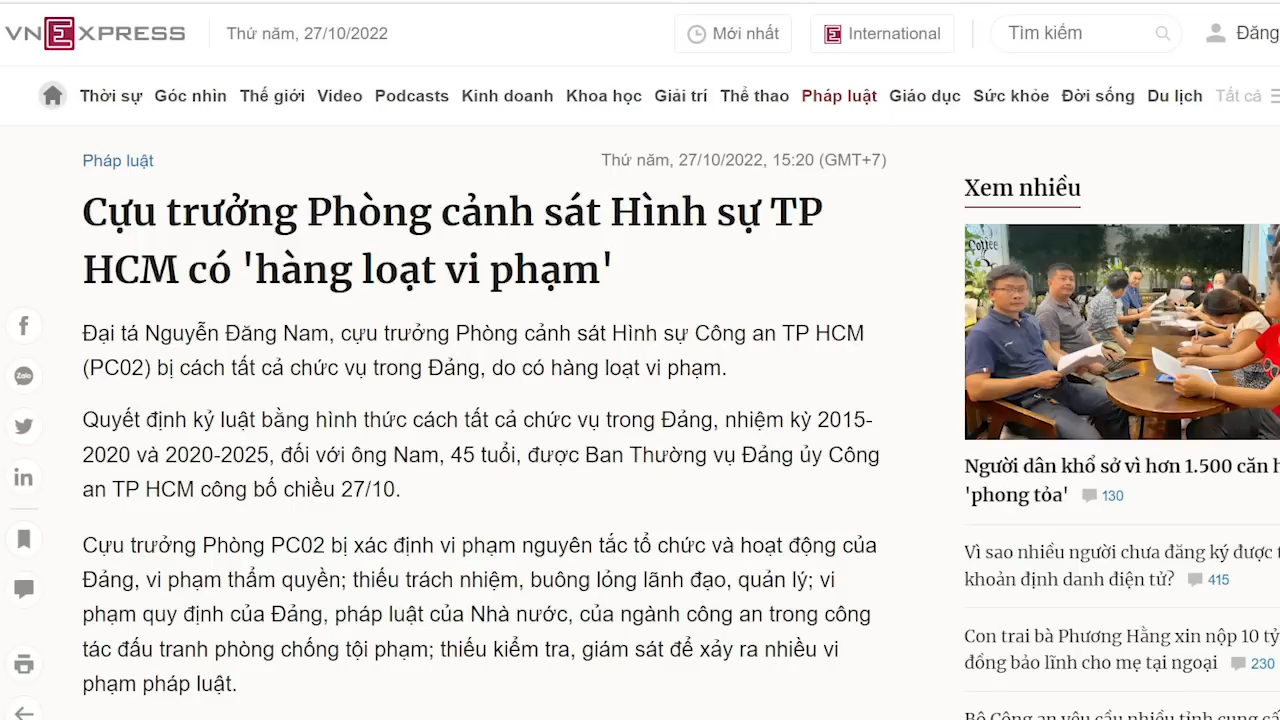 VNEXPRESS
Thứ năm, 27/10/2022
Mới nhất
International
Tìm kiếm
Đăng
Thời sự Góc nhìn Thế giới Video Podcasts Kinh doanh Khoa học Giải trí Thể thao Pháp luật Giáo dục Sức khỏe Đời sống Du lịch Tất cả
Pháp luật
Thứ năm, 27/10/2022, 15:20 (GMT+7)
Cựu trưởng Phòng cảnh sát Hình sự TP
HCM có 'hàng loạt vi phạm'
Đại tá Nguyễn Đăng Nam, cựu trưởng Phòng cảnh sát Hình sự Công an TP HCM
(PC02) bị cách tất cả chức vụ trong Đảng, do có hàng loạt vi phạm.
Quyết định kỷ luật bằng hình thức cách tất cả chức vụ trong Đảng, nhiệm kỳ 2015-
2020 và 2020-2025, đối với ông Nam, 45 tuổi, được Ban Thường vụ Đảng ủy Công
an TP HCM công bố chiều 27/10.
Cựu trưởng Phòng PC02 bị xác định vi phạm nguyên tắc tổ chức và hoạt động của
Đảng, vi phạm thẩm quyền; thiếu trách nhiệm, buông lỏng lãnh đạo, quản lý; vi
phạm quy định của Đảng, pháp luật của Nhà nước, của ngành công an trong công
tác đấu tranh phòng chống tội phạm; thiếu kiểm tra, giám sát để xảy ra nhiều vi
phạm pháp luật.
Zalo
Xem nhiều
Coffee
Người dân khổ sở vì hơn 1.500 căn
'phong tỏa' 130
Vì sao nhiều người chưa đăng ký được
khoản định danh điện tử? 415
Con trai bà Phương Hằng xin nộp 10 tỷ
đồng bảo lĩnh cho mẹ tại ngoại 230
Bộ Công an yêu cầu nhiều tỉnh cung cấ